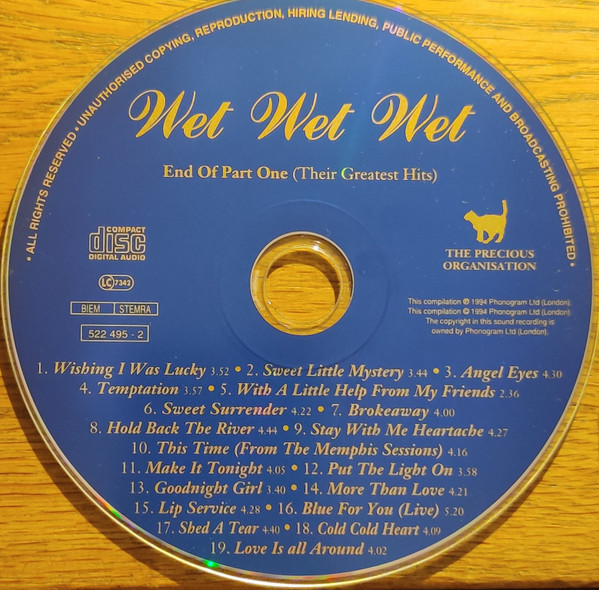 • ALL RIGHTS RESERVED • UNAUTHORISED COPYING, REPRODUCTION, HIRING LENDING, PUBLIC PERFORMANCE AND BROADCASTING PROHIBITED •
Wet Wet Wet
End Of Part One (Their Greatest Hits)
COMPACT
disc
DIGITAL AUDIO
THE PRECIOUS
ORGANISATION
LC 7342
BIEM STEMRA
522 495 - 2
This compilation ℗ 1994 Phonogram Ltd (London).
This compilation © 1994 Phonogram Ltd (London).
The copyright in this sound recording is
owned by Phonogram Ltd (London).
1. Wishing I Was Lucky 3.52 • 2. Sweet Little Mystery 3.44 • 3. Angel Eyes 4.30
4. Temptation 3.57 • 5. With A Little Help From My Friends 2.36
6. Sweet Surrender 4.22 • 7. Brokeaway 4.00
8. Hold Back The River 4.44 • 9. Stay With Me Heartache 4.27
10. This Time (From The Memphis Sessions) 4.16
11. Make It Tonight 4.05 • 12. Put The Light On 3.58
13. Goodnight Girl 3.40 • 14. More Than Love 4.21
15. Lip Service 4.28 • 16. Blue For You (Live) 5.20
17. Shed A Tear 4.40 • 18. Cold Cold Heart 4.09
19. Love Is all Around 4.02